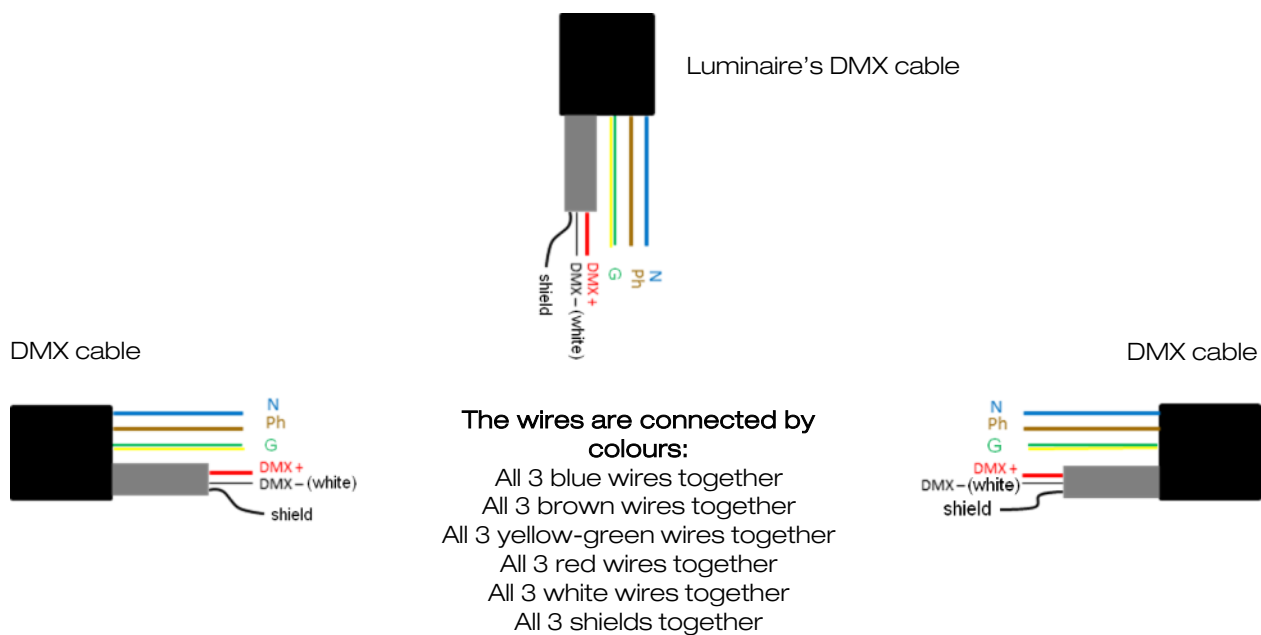 Luminaire's DMX cable
N
Ph
G
DMX+
DMX–(white)
shield
DMX cable
N
Ph
G
DMX+
DMX–(white)
shield
The wires are connected by
colours:
All 3 blue wires together
All 3 brown wires together
All 3 yellow-green wires together
All 3 red wires together
All 3 white wires together
All 3 shields together
DMX cable
N
Ph
G
DMX+
DMX–(white)
shield